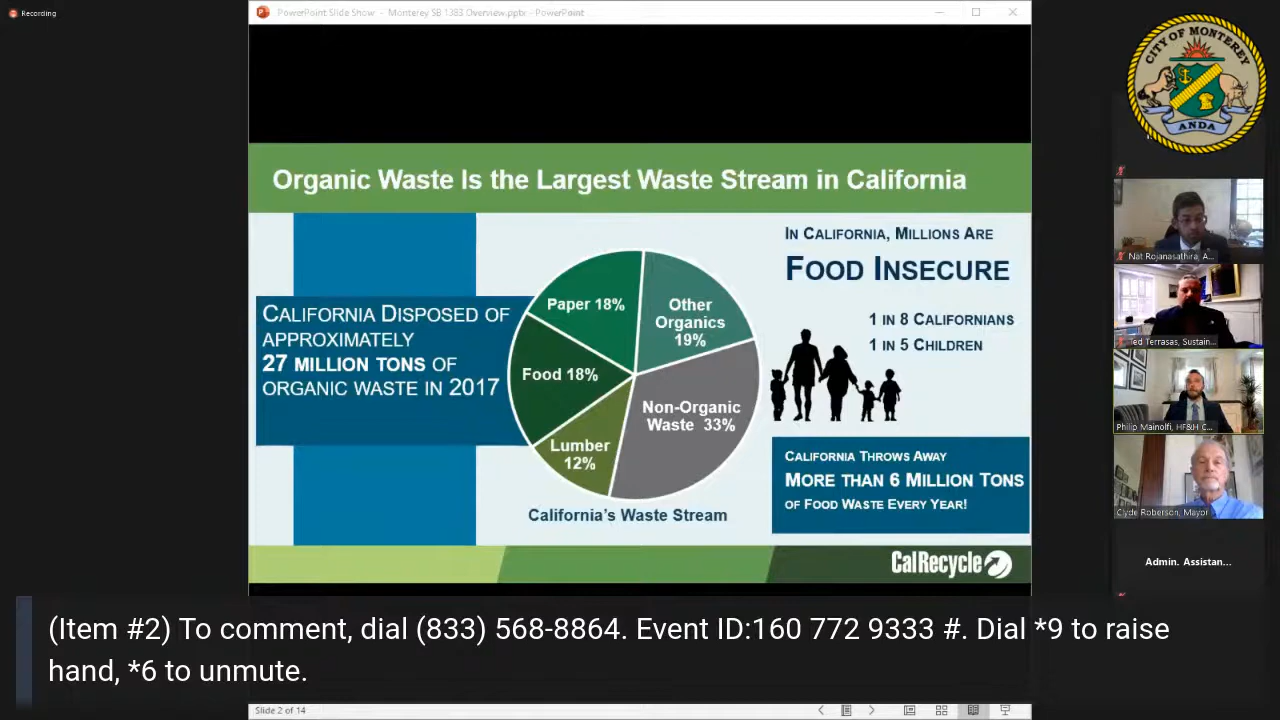 Recording
PowerPoint Slide Show - Monterey SB 1383 Overview.pptx - PowerPoint
CITY OF MONTEREY
ANDA
Organic Waste Is the Largest Waste Stream in California
CALIFORNIA DISPOSED OF
APPROXIMATELY
27 MILLION TONS OF
ORGANIC WASTE IN 2017
Paper 18%
Other
Organics
19%
Food 18%
Non-Organic
Waste 33%
Lumber
12%
California's Waste Stream
IN CALIFORNIA, MILLIONS ARE
FOOD INSECURE
1 IN 8 CALIFORNIANS
1 IN 5 CHILDREN
CALIFORNIA THROWS AWAY
MORE THAN 6 MILLION TONS
OF FOOD WASTE EVERY YEAR!
CalRecycle
Nat Rojanasathira, A...
Ted Terrasas, Sustain...
Philip Mainolfi, HF&H C...
Clyde Roberson, Mayor
Admin. Assistan...
(Item #2) To comment, dial (833) 568-8864. Event ID:160 772 9333 #. Dial *9 to raise
hand, *6 to unmute.
Slide 2 of 14